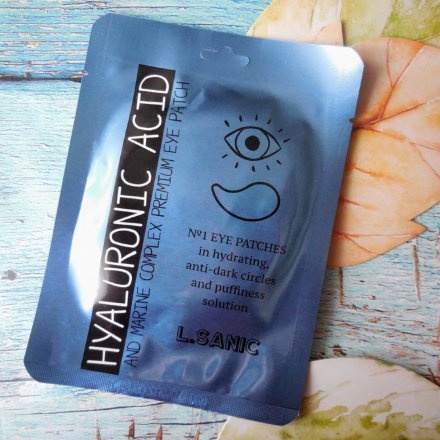 HYALURONIC ACID
AND MARINE COMPLEX PREMIUM EYE PATCH
№1 EYE PATCHES
in hydrating,
anti-dark circles
and puffiness
solution
L.SANIC